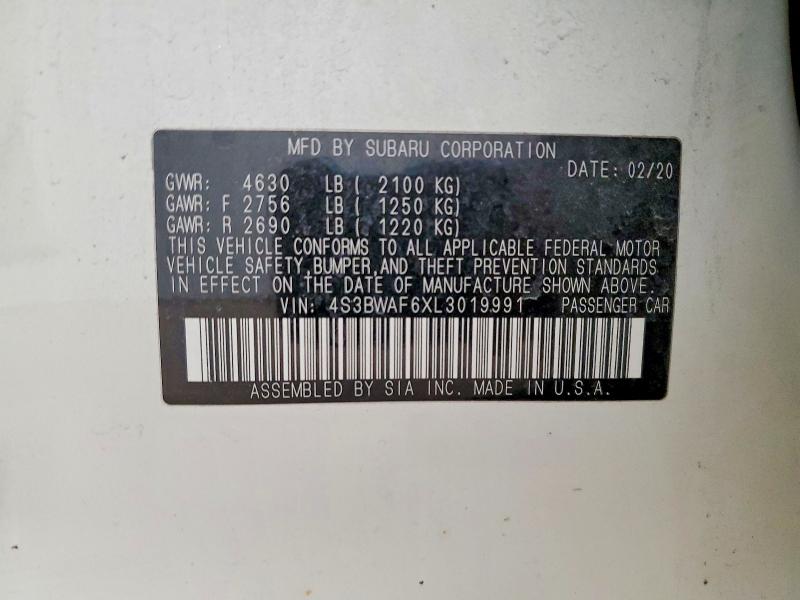 MFD BY SUBARU CORPORATION
DATE: 02/20
GVWR: 4630 LB ( 2100 KG)
GAWR: F 2756 LB ( 1250 KG)
GAWR: R 2690 LB ( 1220 KG)
THIS VEHICLE CONFORMS TO ALL APPLICABLE FEDERAL MOTOR
VEHICLE SAFETY, BUMPER, AND THEFT PREVENTION STANDARDS
IN EFFECT ON THE DATE OF MANUFACTURE SHOWN ABOVE.
VIN: 4S3BWAF6XL3019991 PASSENGER CAR
ASSEMBLED BY SIA INC. MADE IN U.S.A.